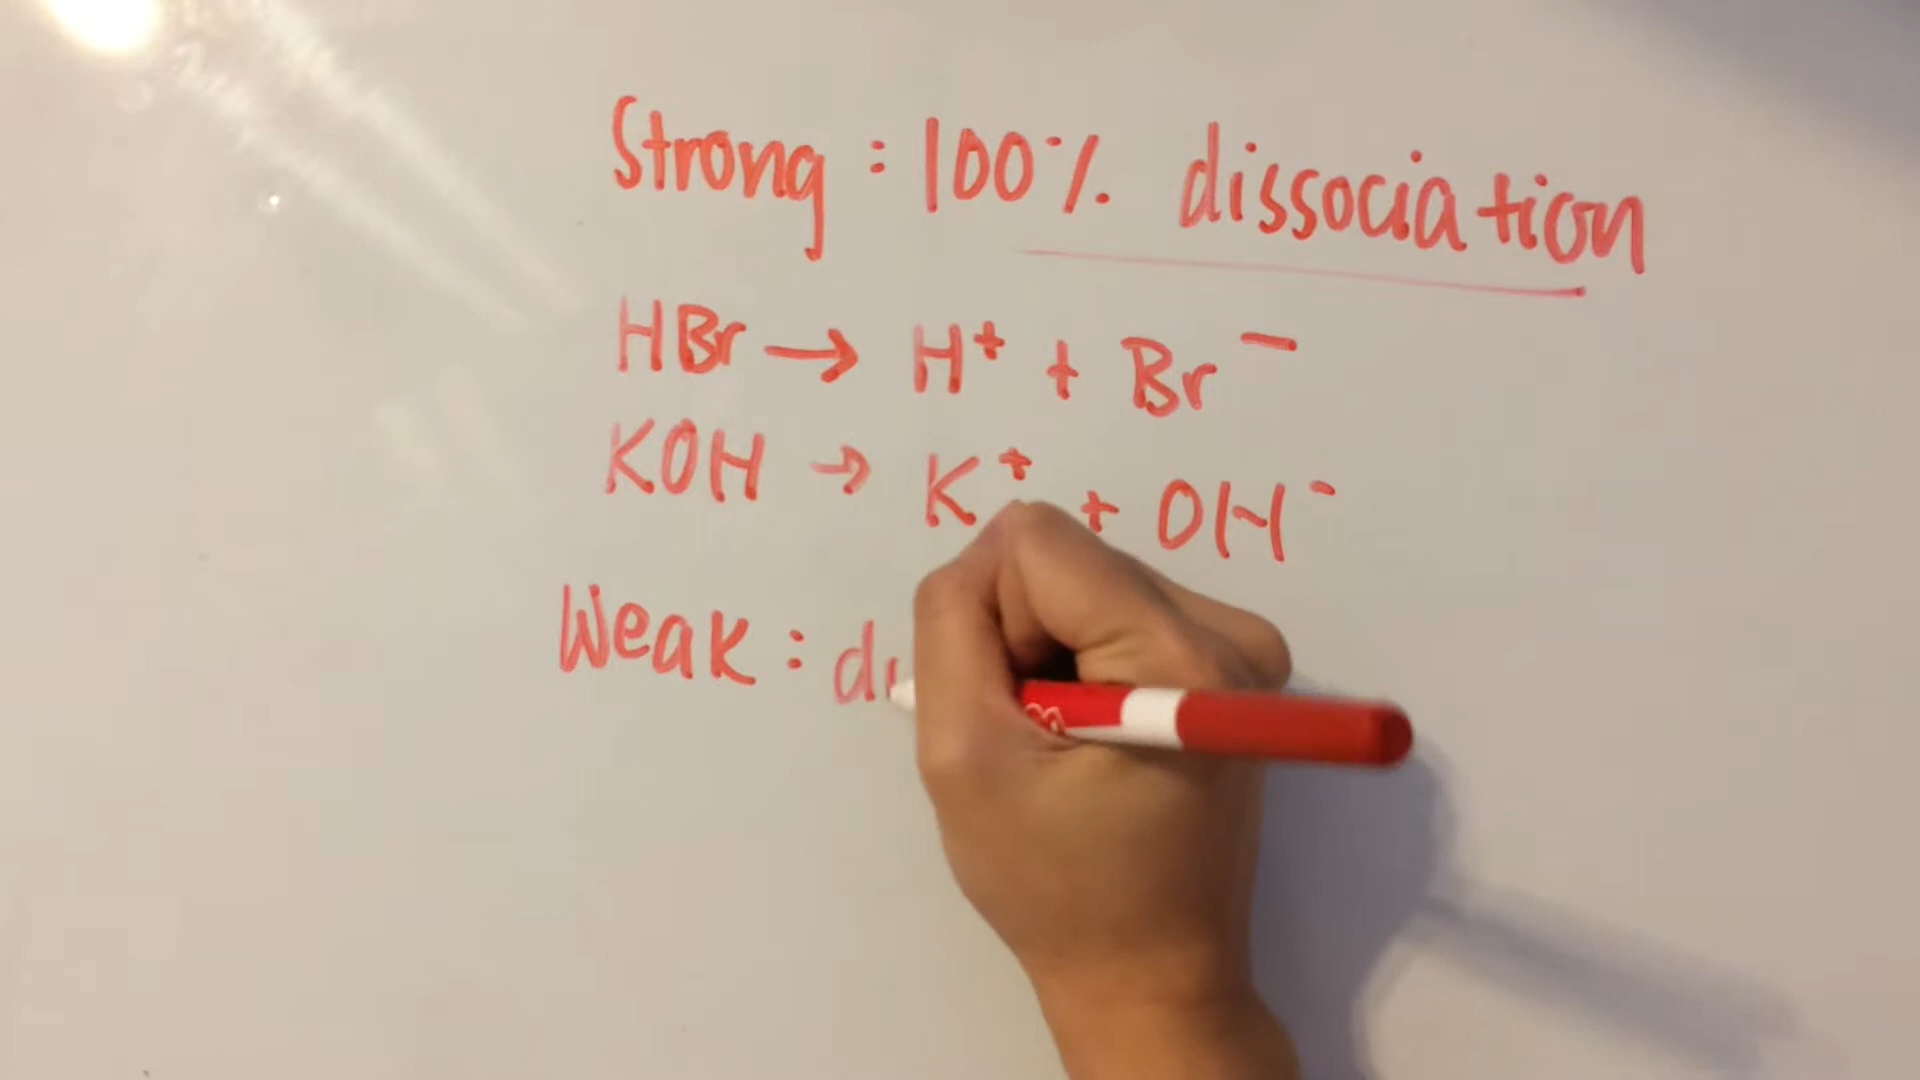 Strong : 100% dissociation
HBr → H⁺ + Br⁻
KOH → K⁺ + OH⁻
Weak :